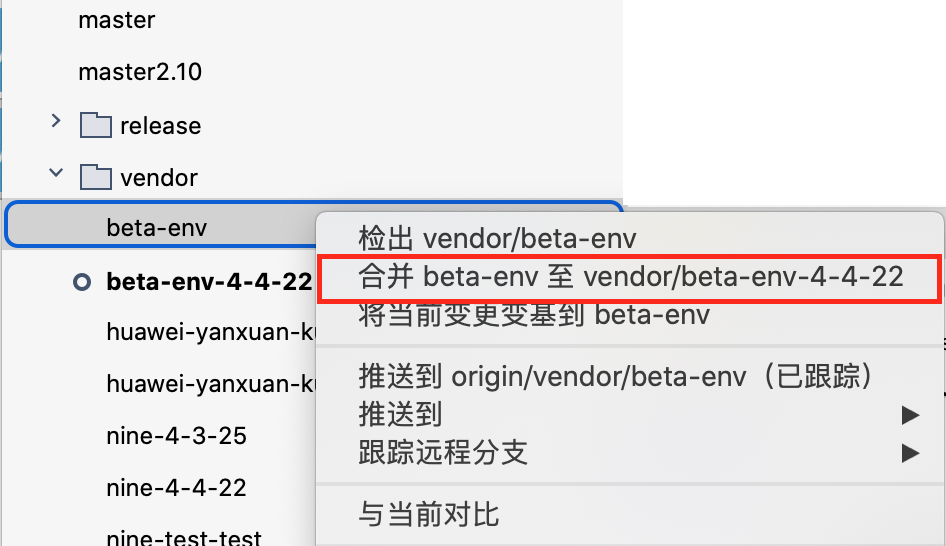 master
master2.10
release
vendor
beta-env
beta-env-4-4-22
huawei-yanxuan-k
huawei-yanxuan-k
nine-4-3-25
nine-4-4-22
nine-test-test
检出 vendor/beta-env
合并 beta-env 至 vendor/beta-env-4-4-22
将当前变更变基到 beta-env
推送到 origin/vendor/beta-env（已跟踪）
推送到
跟踪远程分支
与当前对比